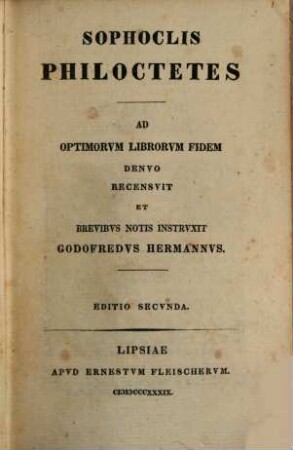 SOPHOCLIS
PHILOCTETES
AD
OPTIMORVM LIBRORVM FIDEM
DENVO
RECENSVIT
ET
BREVIBVS NOTIS INSTRVXIT
GODOFREDVS HERMANNVS.
EDITIO SECVNDA.
LIPSIAE
APVD ERNESTVM FLEISCHERVM.
CIƆIƆCCCXXXIX.